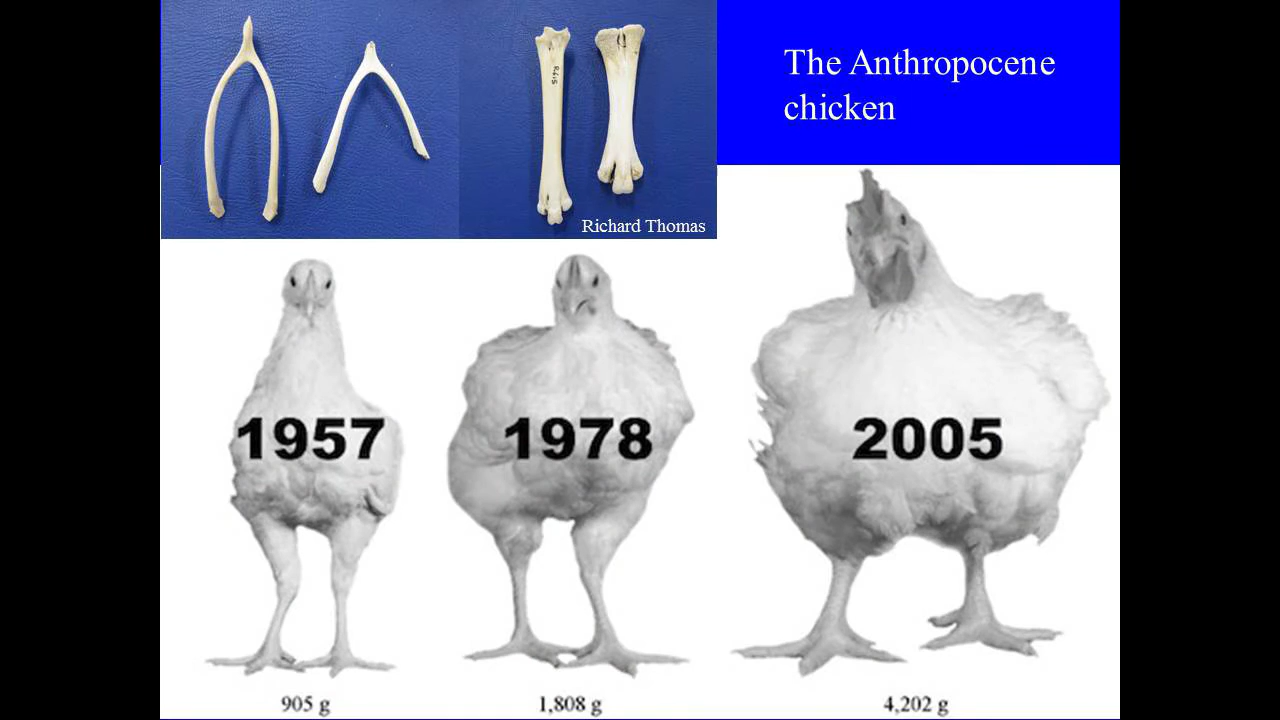 The Anthropocene
chicken
Richard Thomas
1957
1978
2005
905 g
1,808 g
4,202 g